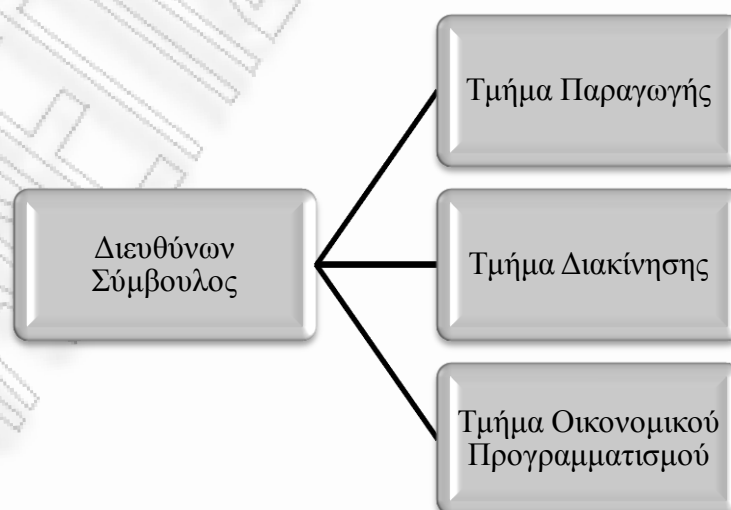 Τμήμα Παραγωγής
Διευθύνων
Σύμβουλος
Τμήμα Διακίνησης
Τμήμα Οικονομικού
Προγραμματισμού